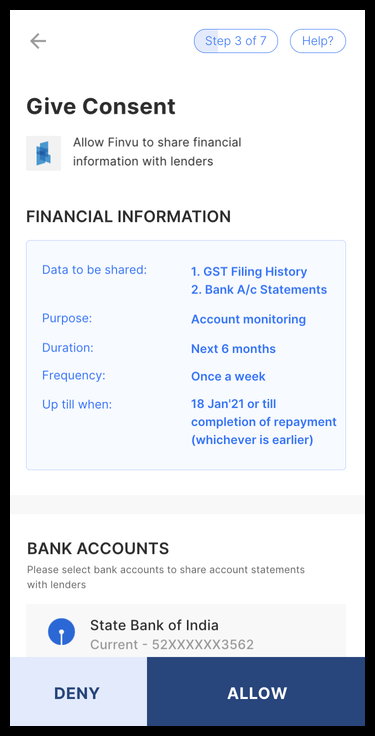 Step 3 of 7
Help?
Give Consent
Allow Finvu to share financial
information with lenders
FINANCIAL INFORMATION
Data to be shared:
1. GST Filing History
2. Bank A/c Statements
Purpose:
Account monitoring
Duration:
Next 6 months
Frequency:
Once a week
Up till when:
18 Jan'21 or till
completion of repayment
(whichever is earlier)
BANK ACCOUNTS
Please select bank accounts to share account statements
with lenders
State Bank of India
Current - 52XXXXXX3562
DENY
ALLOW